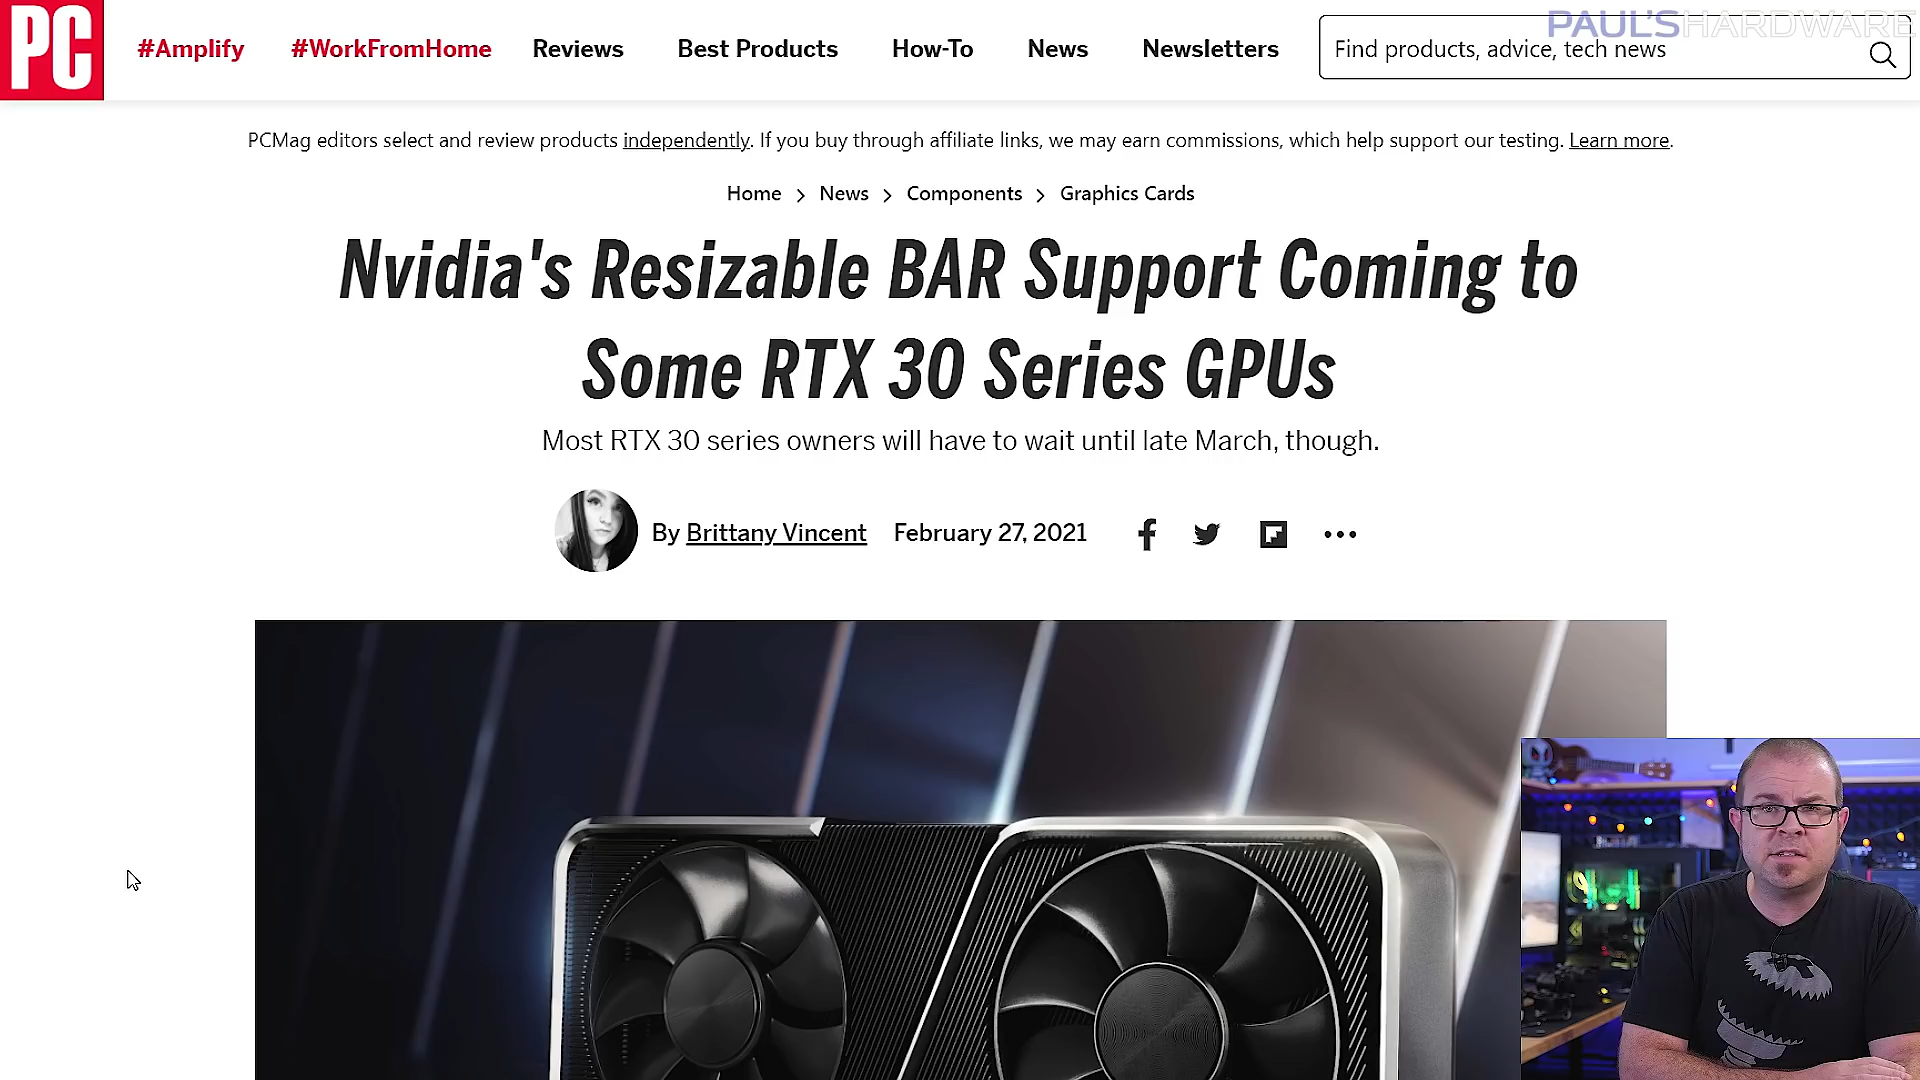 PAUL'SHARDWARE
PC
#Amplify
#WorkFromHome
Reviews
Best Products
How-To
News
Newsletters
Find products, advice, tech news
PCMag editors select and review products independently. If you buy through affiliate links, we may earn commissions, which help support our testing. Learn more.
Home > News > Components > Graphics Cards
Nvidia's Resizable BAR Support Coming to
Some RTX 30 Series GPUs
Most RTX 30 series owners will have to wait until late March, though.
By Brittany Vincent February 27, 2021